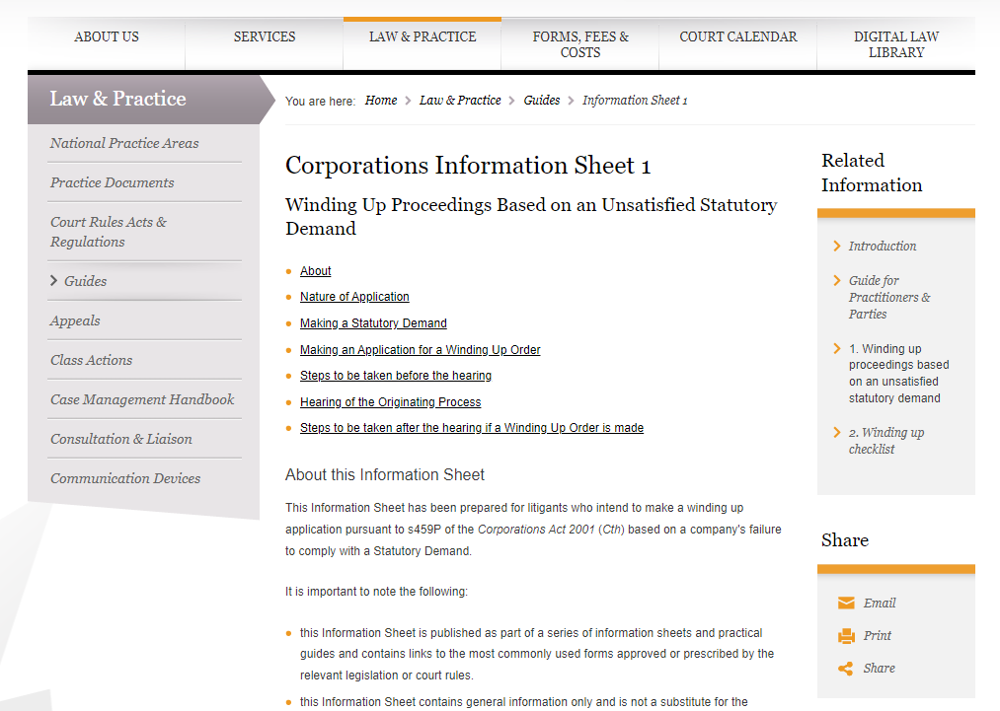 ABOUT US
SERVICES
LAW & PRACTICE
FORMS, FEES &
COSTS
COURT CALENDAR
DIGITAL LAW
LIBRARY
Law & Practice
National Practice Areas
Practice Documents
Court Rules Acts &
Regulations
Guides
Appeals
Class Actions
Case Management Handbook
Consultation & Liaison
Communication Devices
You are here: Home > Law & Practice > Guides > Information Sheet 1
Corporations Information Sheet 1
Winding Up Proceedings Based on an Unsatisfied Statutory
Demand
About
Nature of Application
Making a Statutory Demand
Making an Application for a Winding Up Order
Steps to be taken before the hearing
Hearing of the Originating Process
Steps to be taken after the hearing if a Winding Up Order is made
About this Information Sheet
This Information Sheet has been prepared for litigants who intend to make a winding up
application pursuant to s459P of the Corporations Act 2001 (Cth) based on a company's failure
to comply with a Statutory Demand.
It is important to note the following:
this Information Sheet is published as part of a series of information sheets and practical
guides and contains links to the most commonly used forms approved or prescribed by the
relevant legislation or court rules.
this Information Sheet contains general information only and is not a substitute for the
Related
Information
Introduction
Guide for
Practitioners &
Parties
1. Winding up
proceedings based
on an unsatisfied
statutory demand
2. Winding up
checklist
Share
Email
Print
Share